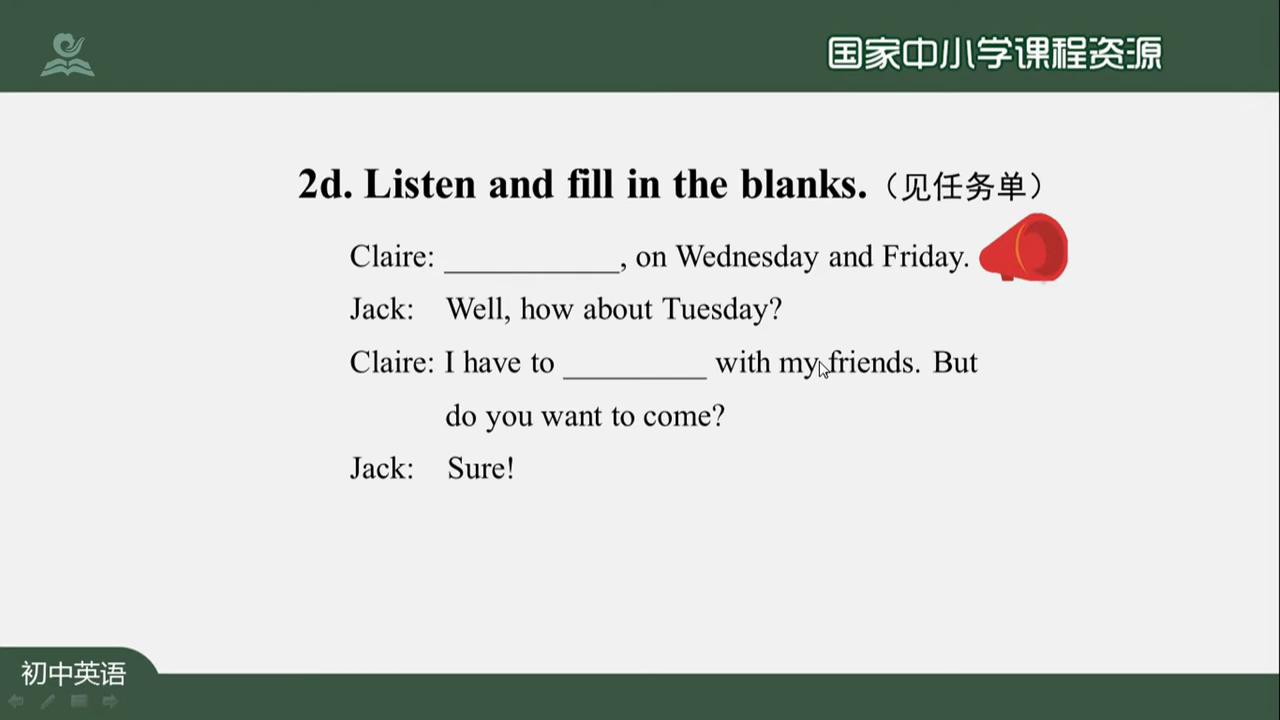 国家中小学课程资源
2d. Listen and fill in the blanks.（见任务单）
Claire: ___________, on Wednesday and Friday.
Jack: Well, how about Tuesday?
Claire: I have to _________ with my friends. But
do you want to come?
Jack: Sure!
初中英语